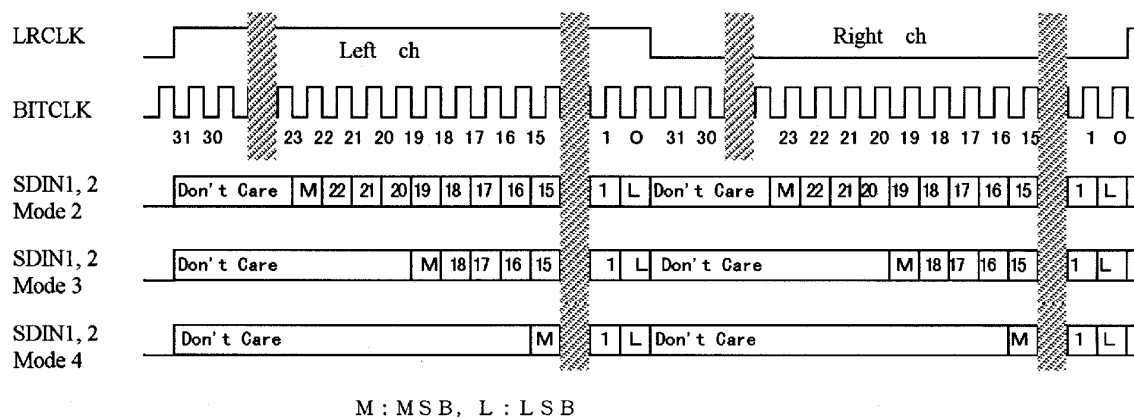 LRCLK
Left ch
Right ch
BITCLK
31 30 23 22 21 20 19 18 17 16 15 1 0 31 30 23 22 21 20 19 18 17 16 15 1 0
SDIN1, 2
Mode 2
Don't Care M 22 21 20 19 18 17 16 15 1 L Don't Care M 22 21 20 19 18 17 16 15 1 L
SDIN1, 2
Mode 3
Don't Care M 18 17 16 15 1 L Don't Care M 18 17 16 15 1 L
SDIN1, 2
Mode 4
Don't Care M 1 L Don't Care M 1 L
M : MSB, L : LSB